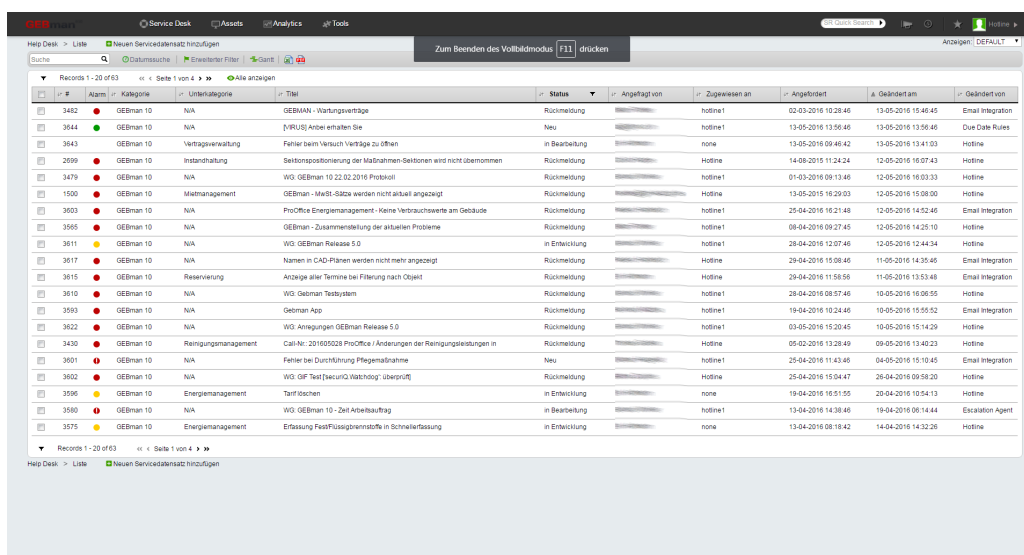 GEBman
Service Desk Assets Analytics Tools SR Quick Search Hotline
Help Desk > Liste Neuen Servicedatensatz hinzufügen Anzeigen: DEFAULT
Zum Beenden des Vollbildmodus F11 drücken
Suche Datumssuche Erweiterter Filter Gantt
Records 1 - 20 of 63 Seite 1 von 4 Alle anzeigen
# Alarm Kategorie Unterkategorie Titel Status Angefragt von Zugewiesen an Angefordert Geändert am Geändert von
3482 GEBman 10 N/A GEBMAN - Wartungsverträge Rückmeldung hotline1 02-03-2016 10:28:46 13-05-2016 15:46:45 Email Integration
3644 GEBman 10 N/A [VIRUS] Anbei erhalten Sie Neu hotline1 13-05-2016 13:56:46 13-05-2016 13:56:46 Due Date Rules
3643 GEBman 10 Vertragsverwaltung Fehler beim Versuch Verträge zu öffnen in Bearbeitung none 13-05-2016 09:46:42 13-05-2016 13:41:03 Hotline
2699 GEBman 10 Instandhaltung Sektionspositionierung der Maßnahmen-Sektionen wird nicht übernommen Rückmeldung Hotline 14-08-2015 11:24:24 12-05-2016 16:07:43 Hotline
3479 GEBman 10 N/A WG: GEBman 10 22.02.2016 Protokoll Rückmeldung hotline1 01-03-2016 09:13:46 12-05-2016 16:03:33 Hotline
1500 GEBman 10 Mietmanagement GEBman - MwSt.-Sätze werden nicht aktuell angezeigt Rückmeldung Hotline 13-05-2015 16:29:03 12-05-2016 15:08:00 Hotline
3603 GEBman 10 N/A ProOffice Energiemanagement - Keine Verbrauchswerte am Gebäude Rückmeldung hotline1 25-04-2016 16:21:48 12-05-2016 14:52:46 Email Integration
3565 GEBman 10 N/A GEBman - Zusammenstellung der aktuellen Probleme Rückmeldung hotline1 08-04-2016 09:27:45 12-05-2016 14:25:10 Hotline
3611 GEBman 10 N/A WG: GEBman Release 5.0 in Entwicklung hotline1 28-04-2016 12:07:46 12-05-2016 12:44:34 Hotline
3617 GEBman 10 N/A Namen in CAD-Plänen werden nicht mehr angezeigt Rückmeldung Hotline 29-04-2016 15:08:46 11-05-2016 14:35:46 Email Integration
3615 GEBman 10 Reservierung Anzeige aller Termine bei Filterung nach Objekt Rückmeldung Hotline 29-04-2016 11:58:56 11-05-2016 13:53:48 Email Integration
3610 GEBman 10 N/A WG: Gebman Testsystem Rückmeldung hotline1 28-04-2016 08:57:46 10-05-2016 16:06:55 Hotline
3593 GEBman 10 N/A Gebman App Rückmeldung hotline1 19-04-2016 10:24:46 10-05-2016 15:55:52 Email Integration
3622 GEBman 10 N/A WG: Anregungen GEBman Release 5.0 Rückmeldung hotline1 03-05-2016 15:20:45 10-05-2016 15:14:29 Hotline
3430 GEBman 10 Reinigungsmanagement Call-Nr.: 201605028 ProOffice / Änderungen der Reinigungsleistungen in Rückmeldung Hotline 05-02-2016 13:28:49 09-05-2016 13:40:23 Hotline
3601 GEBman 10 N/A Fehler bei Durchführung Pflegemaßnahme Neu hotline1 25-04-2016 11:43:46 04-05-2016 15:10:45 Email Integration
3602 GEBman 10 N/A WG: GIF Test ['securiQ.Watchdog': überprüft] Rückmeldung Hotline 25-04-2016 15:04:47 26-04-2016 09:58:20 Hotline
3596 GEBman 10 Energiemanagement Tarif löschen in Entwicklung none 19-04-2016 16:51:55 20-04-2016 10:54:13 Hotline
3580 GEBman 10 N/A WG: GEBman 10 - Zeit Arbeitsauftrag in Bearbeitung hotline1 13-04-2016 14:38:46 19-04-2016 06:14:44 Escalation Agent
3575 GEBman 10 Energiemanagement Erfassung Fest/Flüssigbrennstoffe in Schnellerfassung in Entwicklung none 13-04-2016 08:18:42 14-04-2016 14:32:26 Hotline
Records 1 - 20 of 63 Seite 1 von 4
Help Desk > Liste Neuen Servicedatensatz hinzufügen